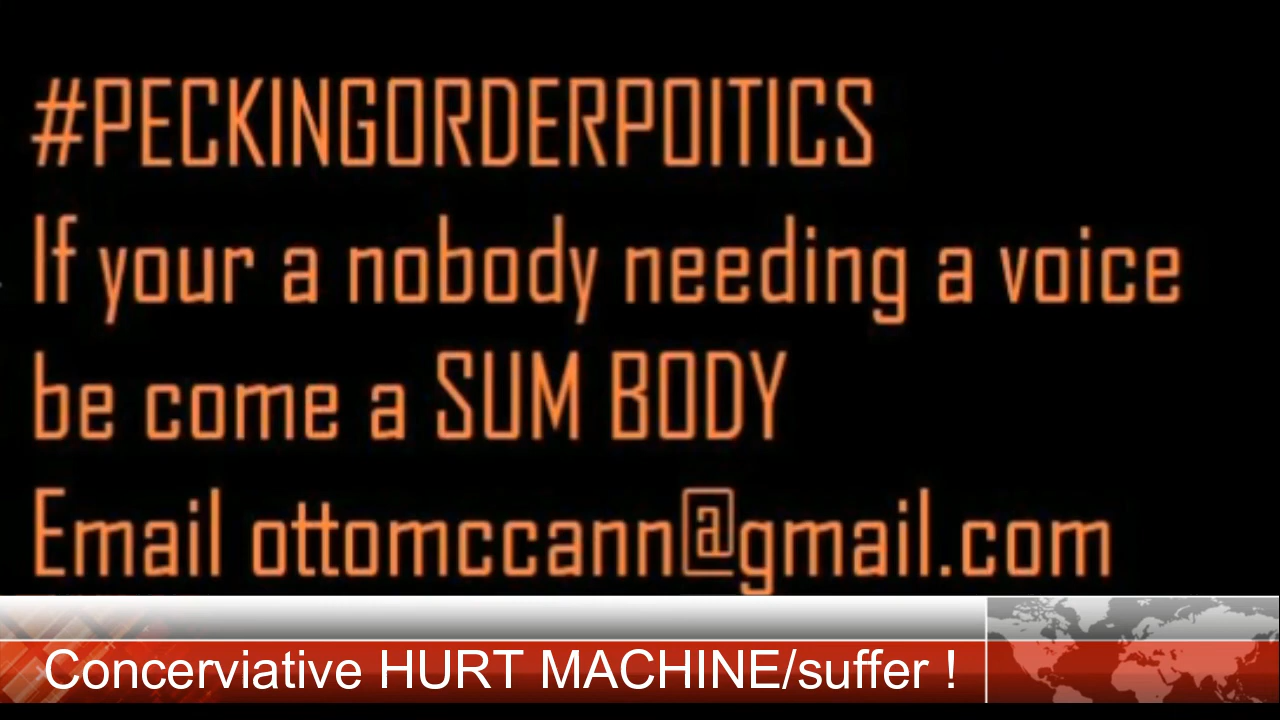 #PECKINGORDERPOITICS
If your a nobody needing a voice
be come a SUM BODY
Email ottomccann@gmail.com
Concerviative HURT MACHINE/suffer !